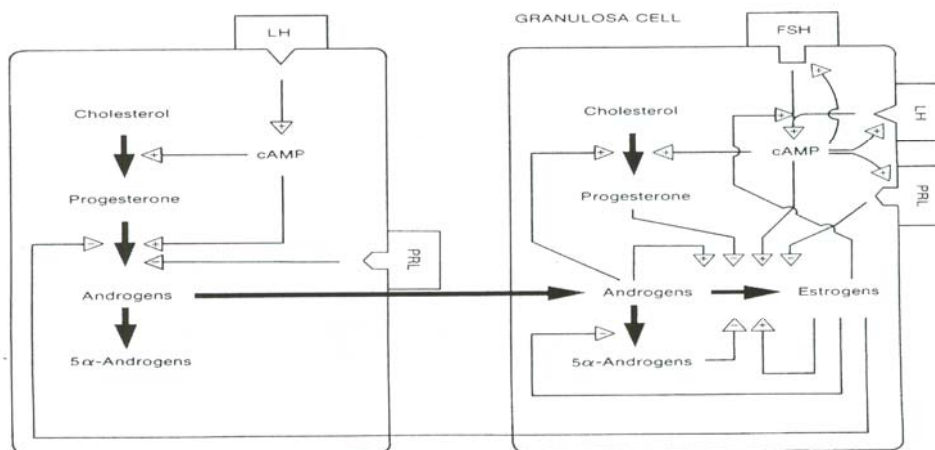 GRANULOSA CELL
LH
Cholesterol
+
+
cAMP
Progesterone
−
+
−
PRL
Androgens
5α-Androgens
FSH
+
LH
Cholesterol
+
+
+
+
cAMP
+
PRL
+
Progesterone
+
−
+
−
Androgens
Estrogens
−
−
+
5α-Androgens